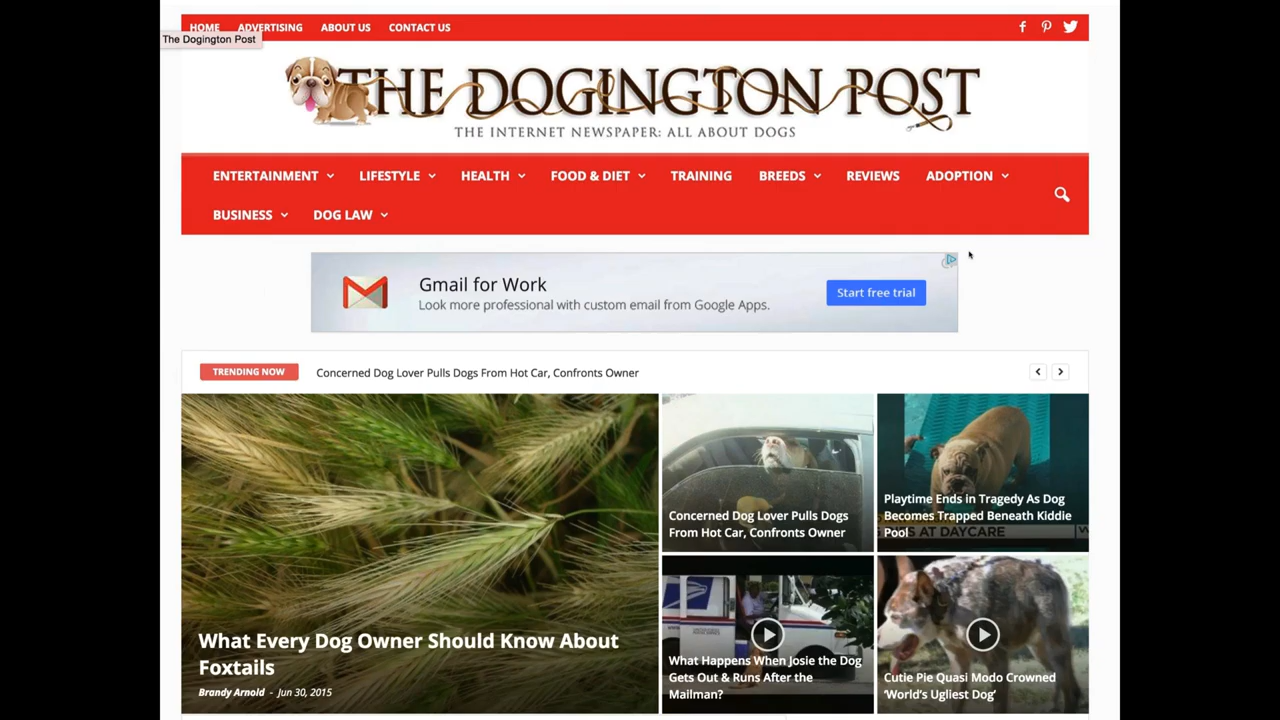 HOME ADVERTISING ABOUT US CONTACT US
The Dogington Post
THE DOGINGTON POST
THE INTERNET NEWSPAPER: ALL ABOUT DOGS
ENTERTAINMENT LIFESTYLE HEALTH FOOD & DIET TRAINING BREEDS REVIEWS ADOPTION
BUSINESS DOG LAW
Gmail for Work
Look more professional with custom email from Google Apps.
Start free trial
TRENDING NOW Concerned Dog Lover Pulls Dogs From Hot Car, Confronts Owner
What Every Dog Owner Should Know About
Foxtails
Brandy Arnold - Jun 30, 2015
Concerned Dog Lover Pulls Dogs
From Hot Car, Confronts Owner
Playtime Ends in Tragedy As Dog
Becomes Trapped Beneath Kiddie
Pool
AT DAYCARE
What Happens When Josie the Dog
Gets Out & Runs After the
Mailman?
Cutie Pie Quasi Modo Crowned
‘World's Ugliest Dog’